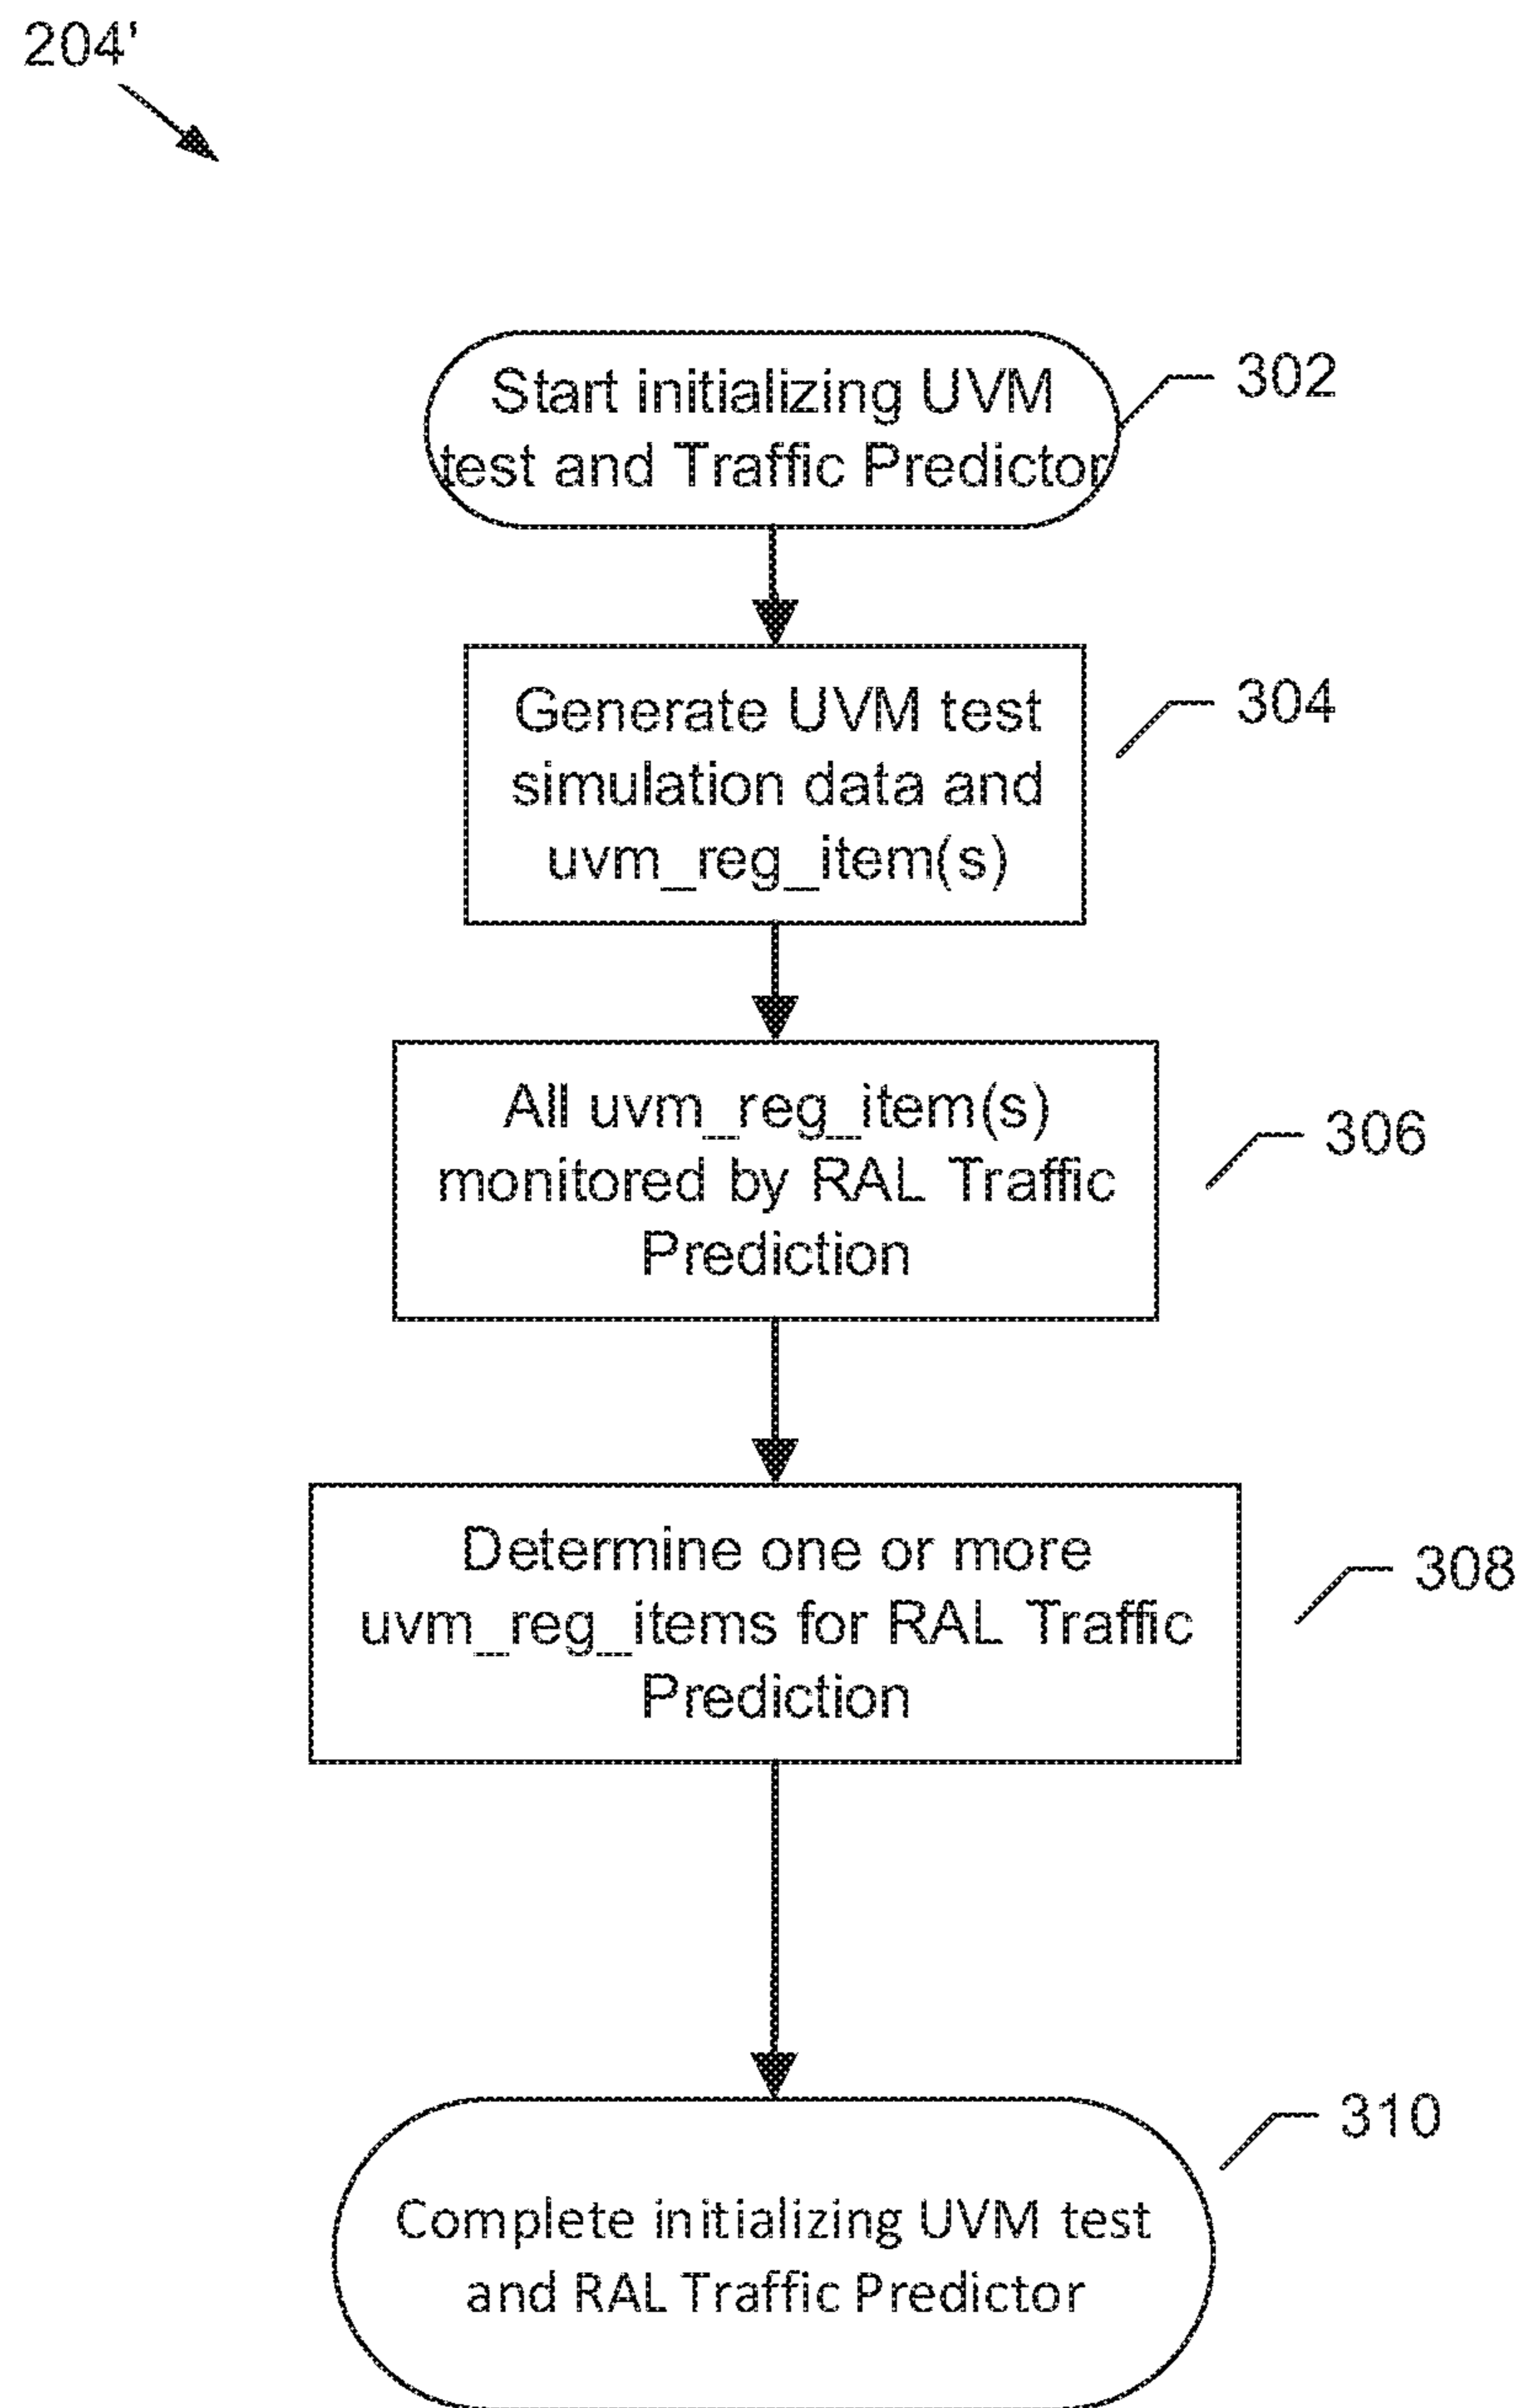 204'
Start initializing UVM
test and Traffic Predictor
302
Generate UVM test
simulation data and
uvm_reg_item(s)
304
All uvm_reg_item(s)
monitored by RAL Traffic
Prediction
306
Determine one or more
uvm_reg_items for RAL Traffic
Prediction
308
Complete initializing UVM test
and RAL Traffic Predictor
310